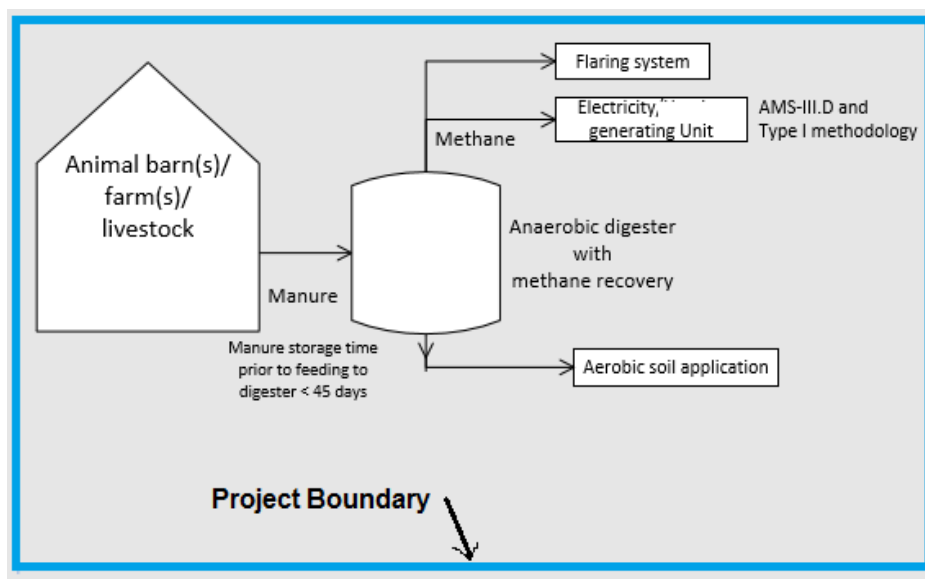 Flaring system
Electricity,
generating Unit
AMS-III.D and
Type I methodology
Methane
Animal barn(s)/
farm(s)/
livestock
Anaerobic digester
with
methane recovery
Manure
Manure storage time
prior to feeding to
digester < 45 days
Aerobic soil application
Project Boundary